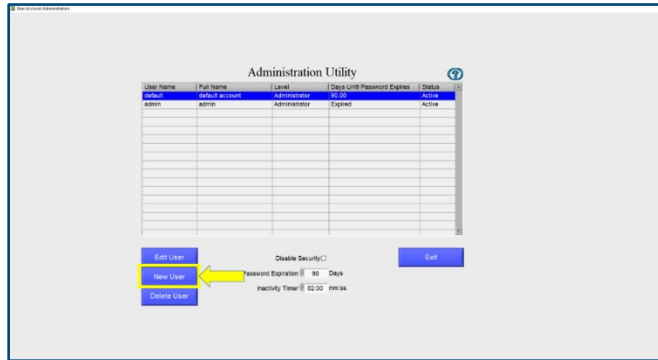 User Account Administration
Administration Utility
User Name Full Name Level Days Until Password Expires Status
default default account Administrator 90.00 Active
admin admin Administrator Expired Active
Edit User Disable Security Exit
New User Password Expiration 90 Days
Inactivity Timer 02:00 mm:ss
Delete User